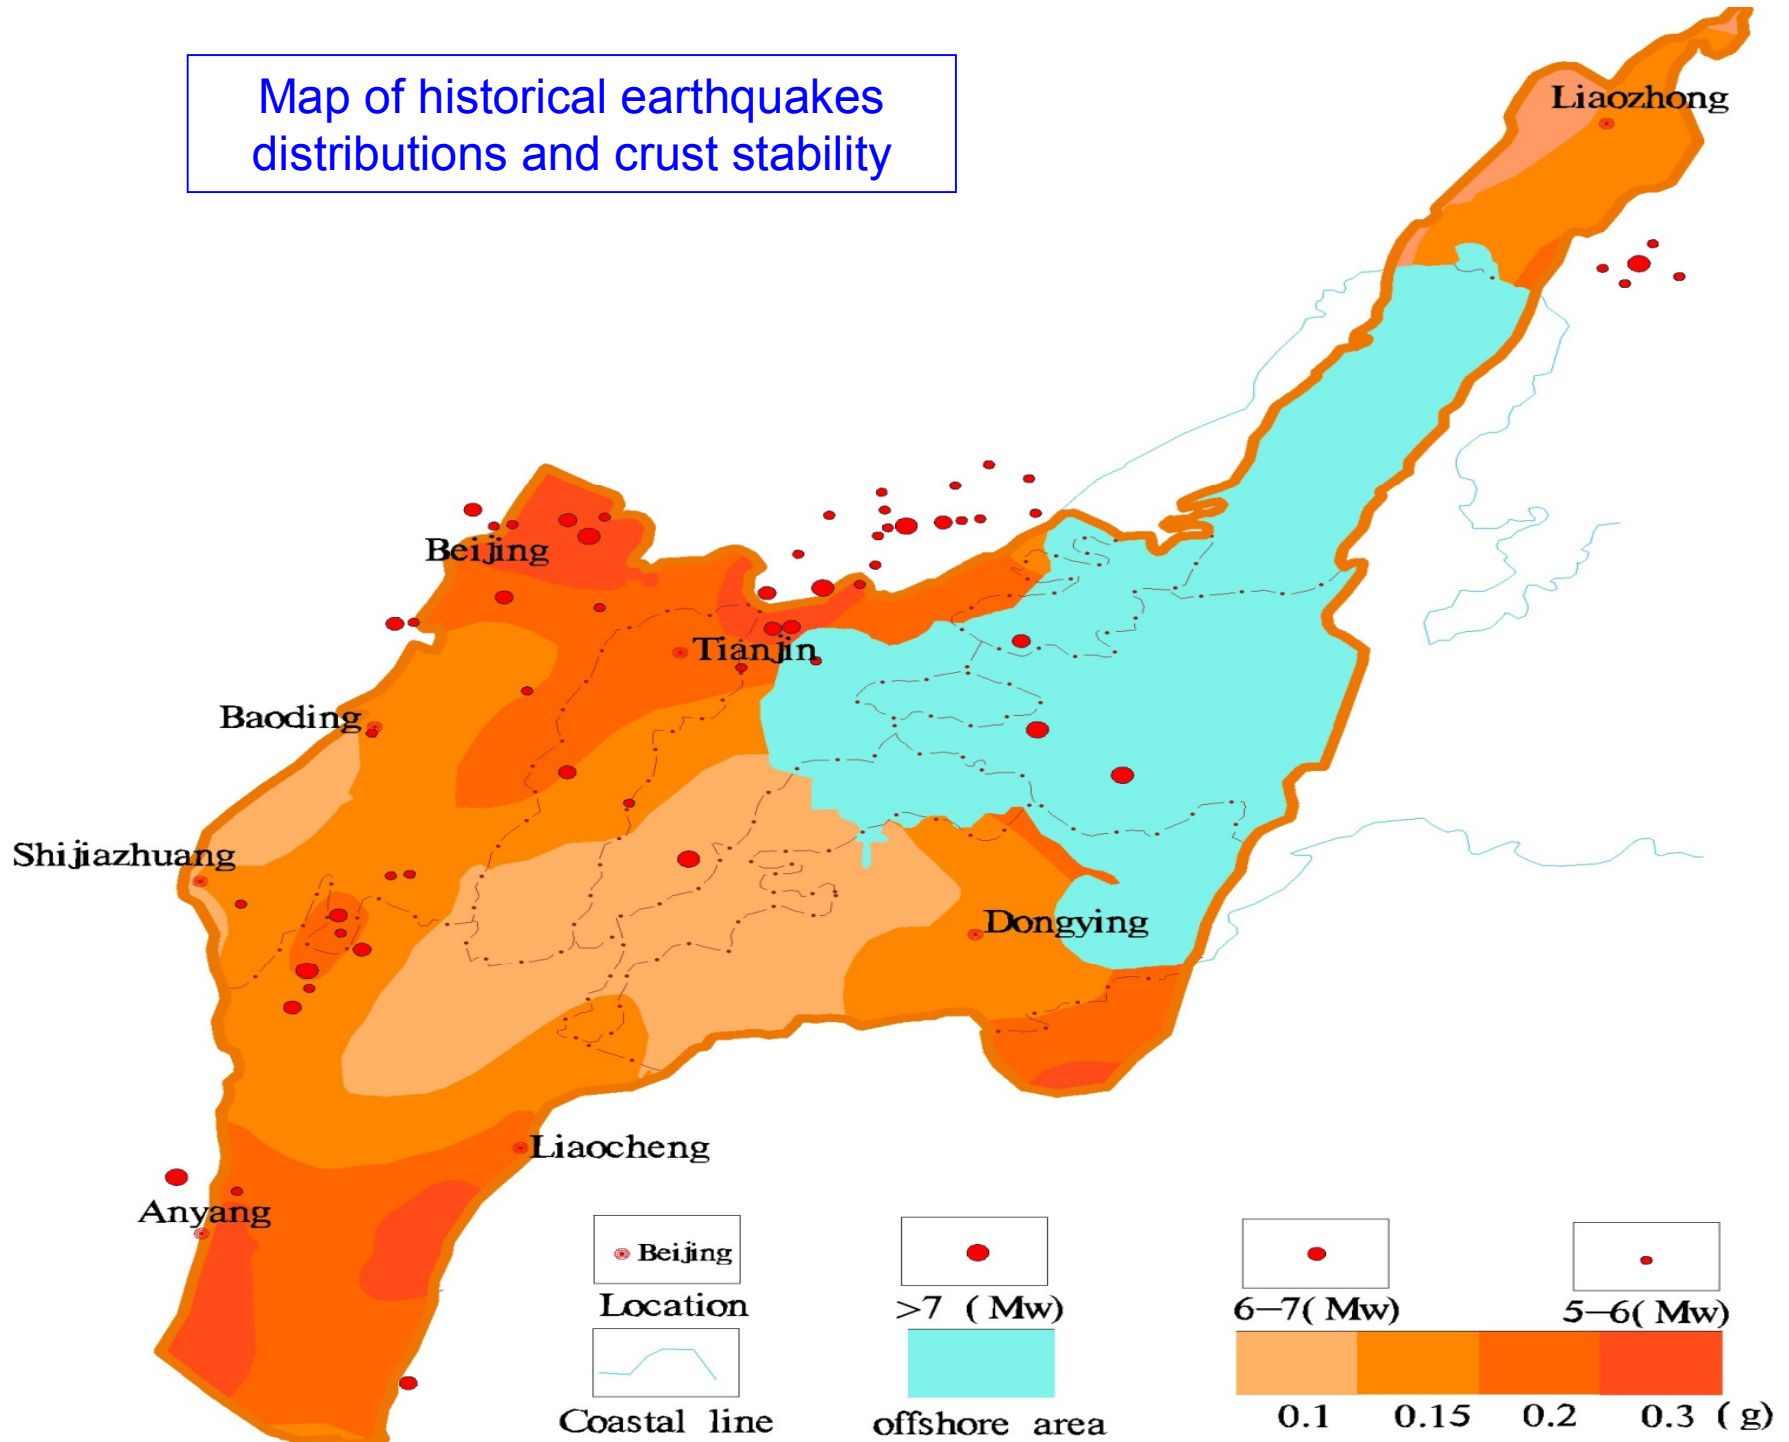 Map of historical earthquakes
distributions and crust stability
Liaozhong
Beijing
Tianjin
Baoding
Shijiazhuang
Dongying
Liaocheng
Anyang
Beijing
Location
>7 ( Mw)
6–7( Mw)
5–6( Mw)
Coastal line
offshore area
0.1 0.15 0.2 0.3 ( g)